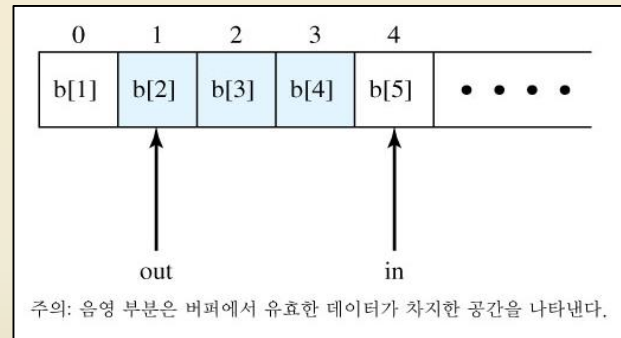 0 1 2 3 4
b[1] b[2] b[3] b[4] b[5] • • • •
out in
주의: 음영 부분은 버퍼에서 유효한 데이터가 차지한 공간을 나타낸다.